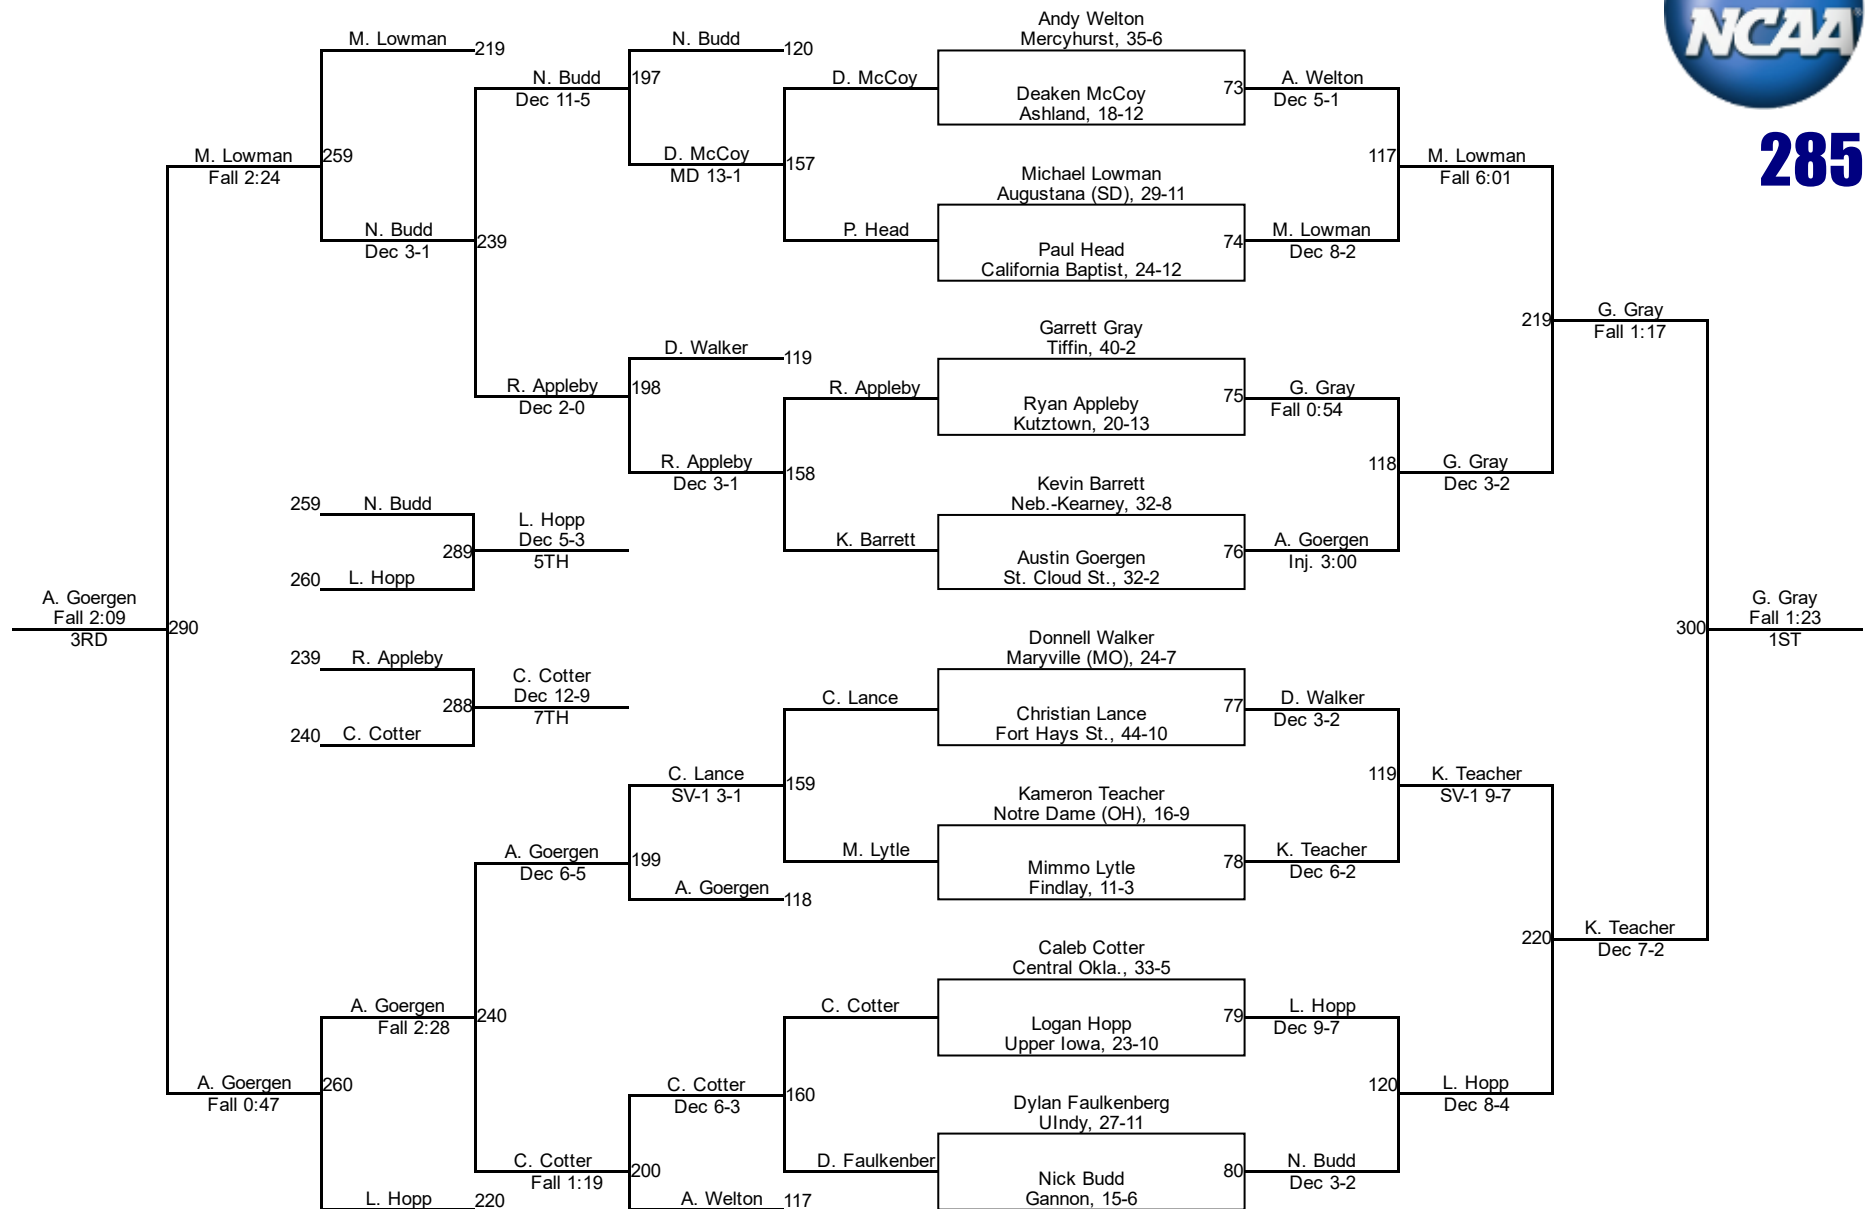 NCAA
285
M. Lowman
219
N. Budd
120
Andy Welton
Mercyhurst, 35-6
N. Budd
Dec 11-5
197
D. McCoy
Deaken McCoy
Ashland, 18-12
73
A. Welton
Dec 5-1
M. Lowman
Fall 2:24
259
D. McCoy
MD 13-1
157
117
M. Lowman
Fall 6:01
Michael Lowman
Augustana (SD), 29-11
N. Budd
Dec 3-1
239
P. Head
Paul Head
California Baptist, 24-12
74
M. Lowman
Dec 8-2
219
G. Gray
Fall 1:17
Garrett Gray
Tiffin, 40-2
D. Walker
119
R. Appleby
Dec 2-0
198
R. Appleby
Ryan Appleby
Kutztown, 20-13
75
G. Gray
Fall 0:54
R. Appleby
Dec 3-1
158
118
G. Gray
Dec 3-2
Kevin Barrett
Neb.-Kearney, 32-8
259
N. Budd
289
L. Hopp
Dec 5-3
5TH
260
L. Hopp
K. Barrett
Austin Goergen
St. Cloud St., 32-2
76
A. Goergen
Inj. 3:00
A. Goergen
Fall 2:09
3RD
290
300
G. Gray
Fall 1:23
1ST
239
R. Appleby
288
C. Cotter
Dec 12-9
7TH
240
C. Cotter
Donnell Walker
Maryville (MO), 24-7
C. Lance
Christian Lance
Fort Hays St., 44-10
77
D. Walker
Dec 3-2
C. Lance
SV-1 3-1
159
119
K. Teacher
SV-1 9-7
Kameron Teacher
Notre Dame (OH), 16-9
A. Goergen
Dec 6-5
199
M. Lytle
Mimmo Lytle
Findlay, 11-3
78
K. Teacher
Dec 6-2
A. Goergen
118
220
K. Teacher
Dec 7-2
Caleb Cotter
Central Okla., 33-5
A. Goergen
Fall 2:28
240
C. Cotter
Logan Hopp
Upper Iowa, 23-10
79
L. Hopp
Dec 9-7
A. Goergen
Fall 0:47
260
C. Cotter
Dec 6-3
160
120
L. Hopp
Dec 8-4
Dylan Faulkenberg
UIndy, 27-11
C. Cotter
Fall 1:19
200
D. Faulkenber
Nick Budd
Gannon, 15-6
80
N. Budd
Dec 3-2
L. Hopp
220
A. Welton
117